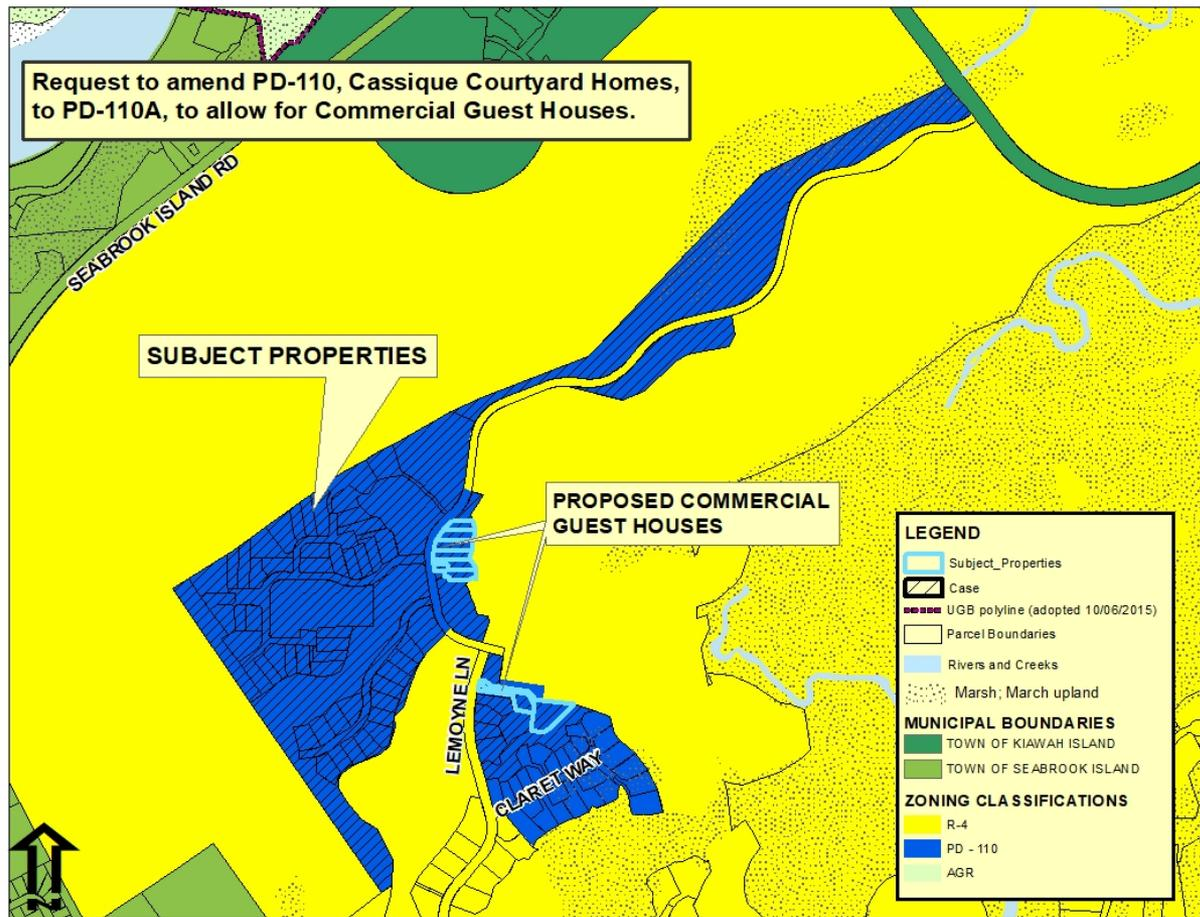 Request to amend PD-110, Cassique Courtyard Homes,
to PD-110A, to allow for Commercial Guest Houses.
SEABROOK ISLAND RD
SUBJECT PROPERTIES
PROPOSED COMMERCIAL
GUEST HOUSES
LEMOYNE LN
CLARET WAY
LEGEND
Subject_Properties
Case
UGB polyline (adopted 10/06/2015)
Parcel Boundaries
Rivers and Creeks
Marsh; March upland
MUNICIPAL BOUNDARIES
TOWN OF KIAWAH ISLAND
TOWN OF SEABROOK ISLAND
ZONING CLASSIFICATIONS
R-4
PD - 110
AGR
N